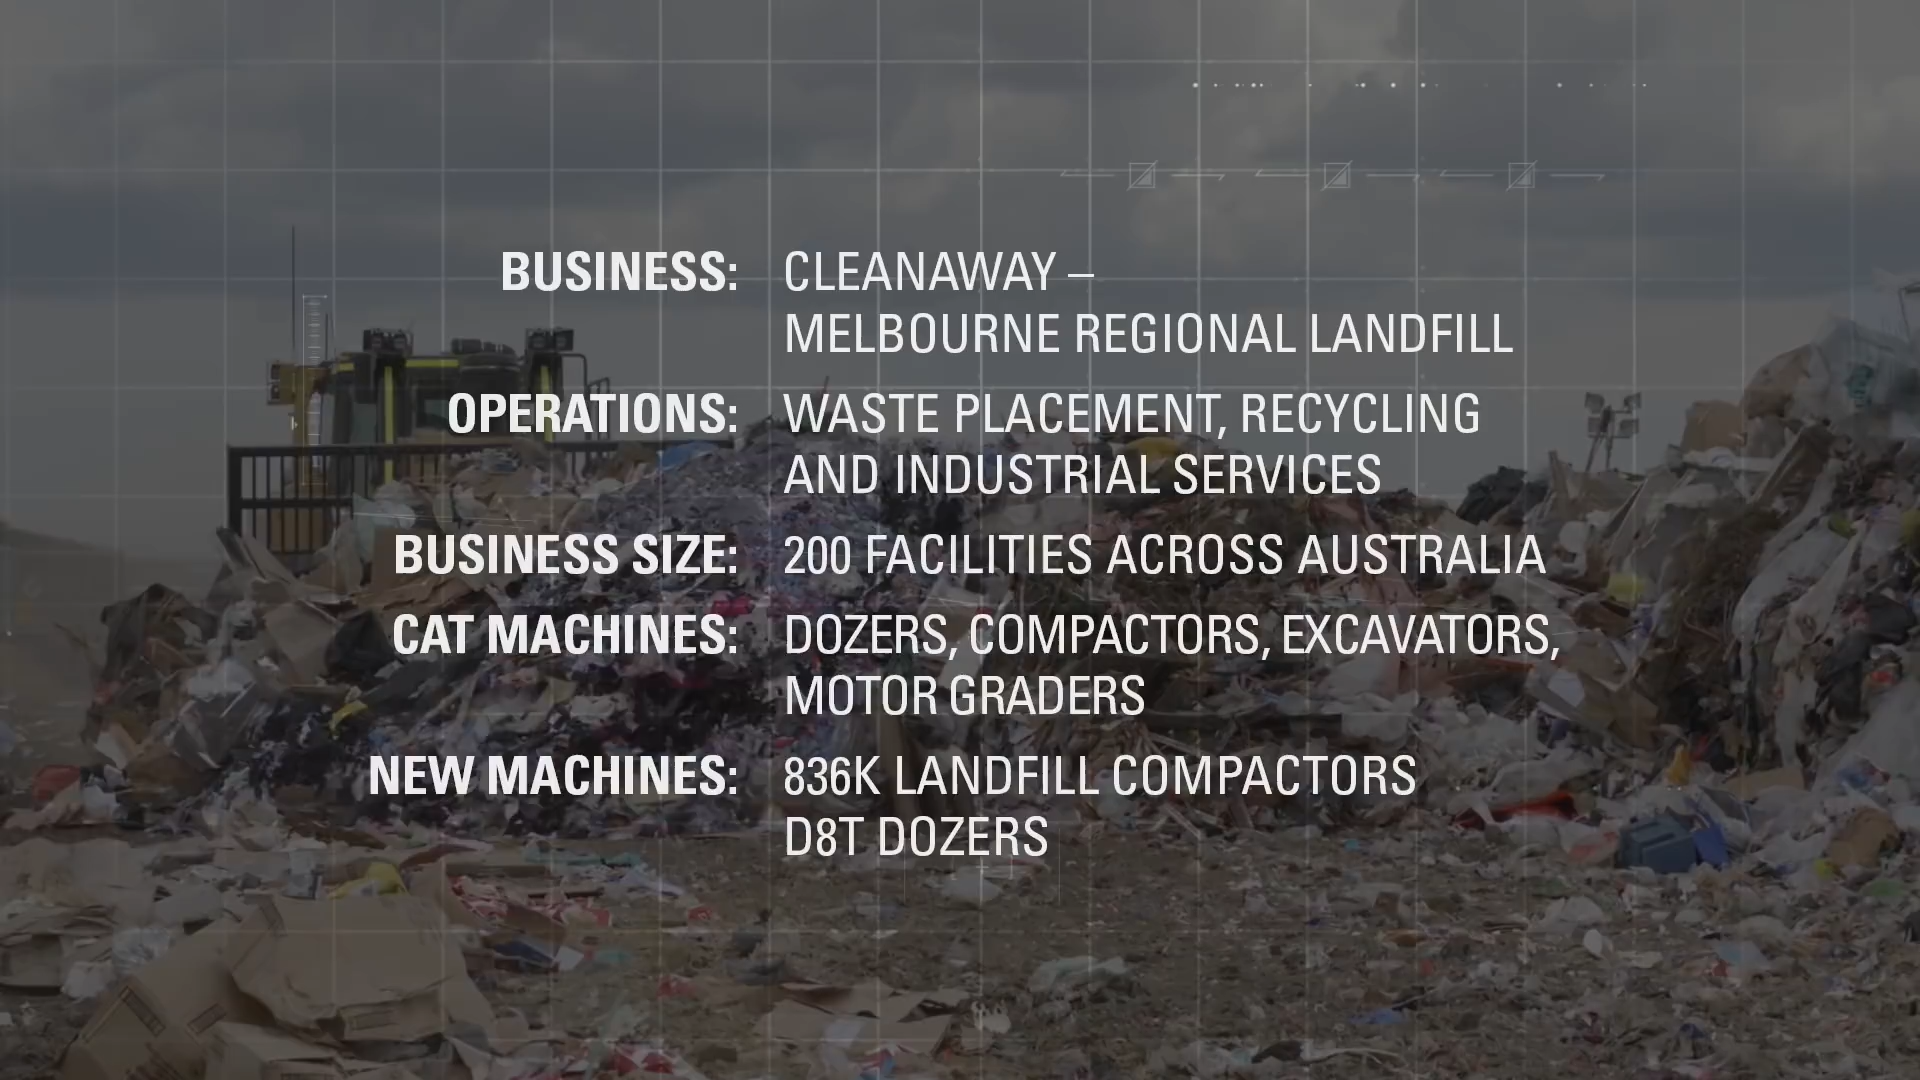 BUSINESS: CLEANAWAY –
MELBOURNE REGIONAL LANDFILL
OPERATIONS: WASTE PLACEMENT, RECYCLING
AND INDUSTRIAL SERVICES
BUSINESS SIZE: 200 FACILITIES ACROSS AUSTRALIA
CAT MACHINES: DOZERS, COMPACTORS, EXCAVATORS,
MOTOR GRADERS
NEW MACHINES: 836K LANDFILL COMPACTORS
D8T DOZERS